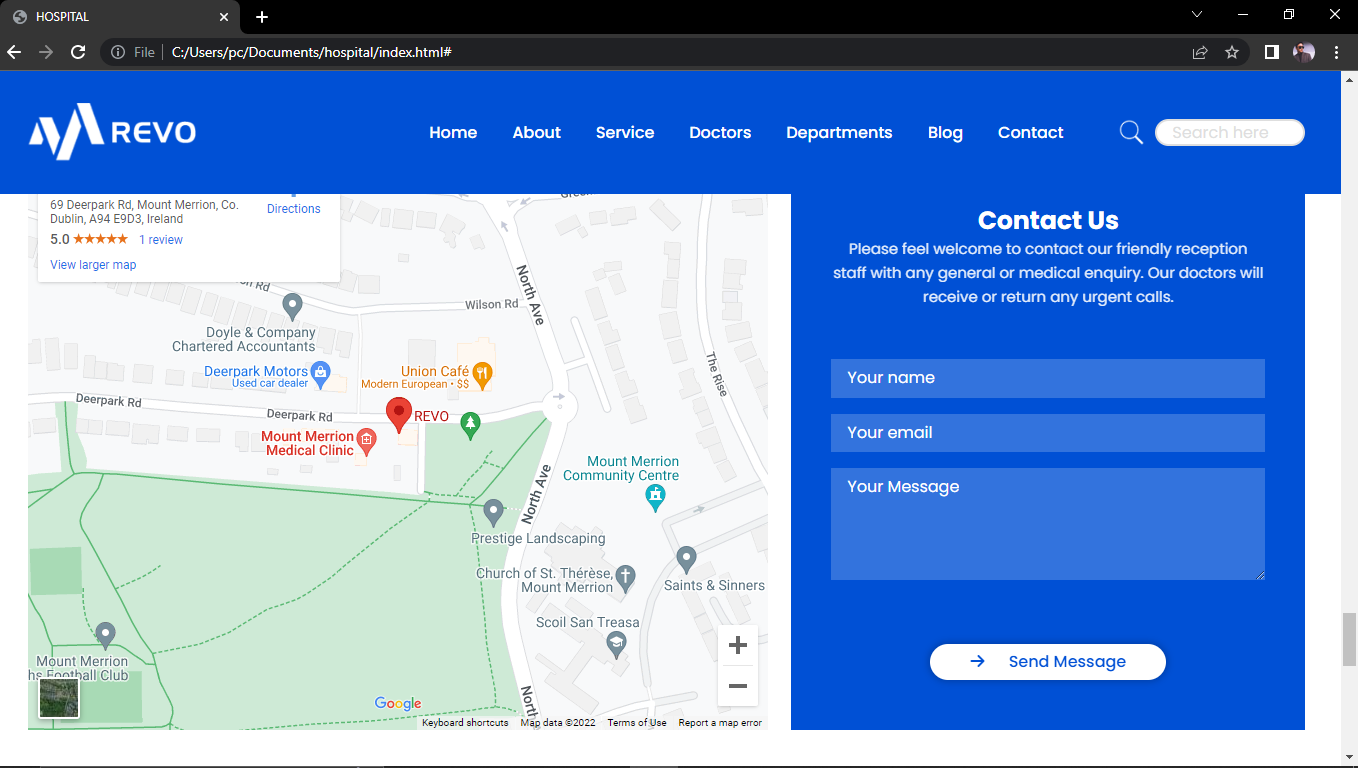 HOSPITAL
File
C:/Users/pc/Documents/hospital/index.html#
REVO
Home
About
Service
Doctors
Departments
Blog
Contact
Search here
69 Deerpark Rd, Mount Merrion, Co.
Dublin, A94 E9D3, Ireland
Directions
5.0
1 review
View larger map
Wilson Rd
North Ave
Doyle & Company
Chartered Accountants
Deerpark Motors
Used car dealer
Union Café
Modern European • $$
The Rise
Deerpark Rd
Deerpark Rd
REVO
Mount Merrion
Medical Clinic
Mount Merrion
Community Centre
North Ave
Prestige Landscaping
Church of St. Thérèse,
Mount Merrion
Saints & Sinners
Scoil San Treasa
Mount Merrion
Football Club
North
Google
Keyboard shortcuts
Map data ©2022
Terms of Use
Report a map error
Contact Us
Please feel welcome to contact our friendly reception
staff with any general or medical enquiry. Our doctors will
receive or return any urgent calls.
Your name
Your email
Your Message
Send Message